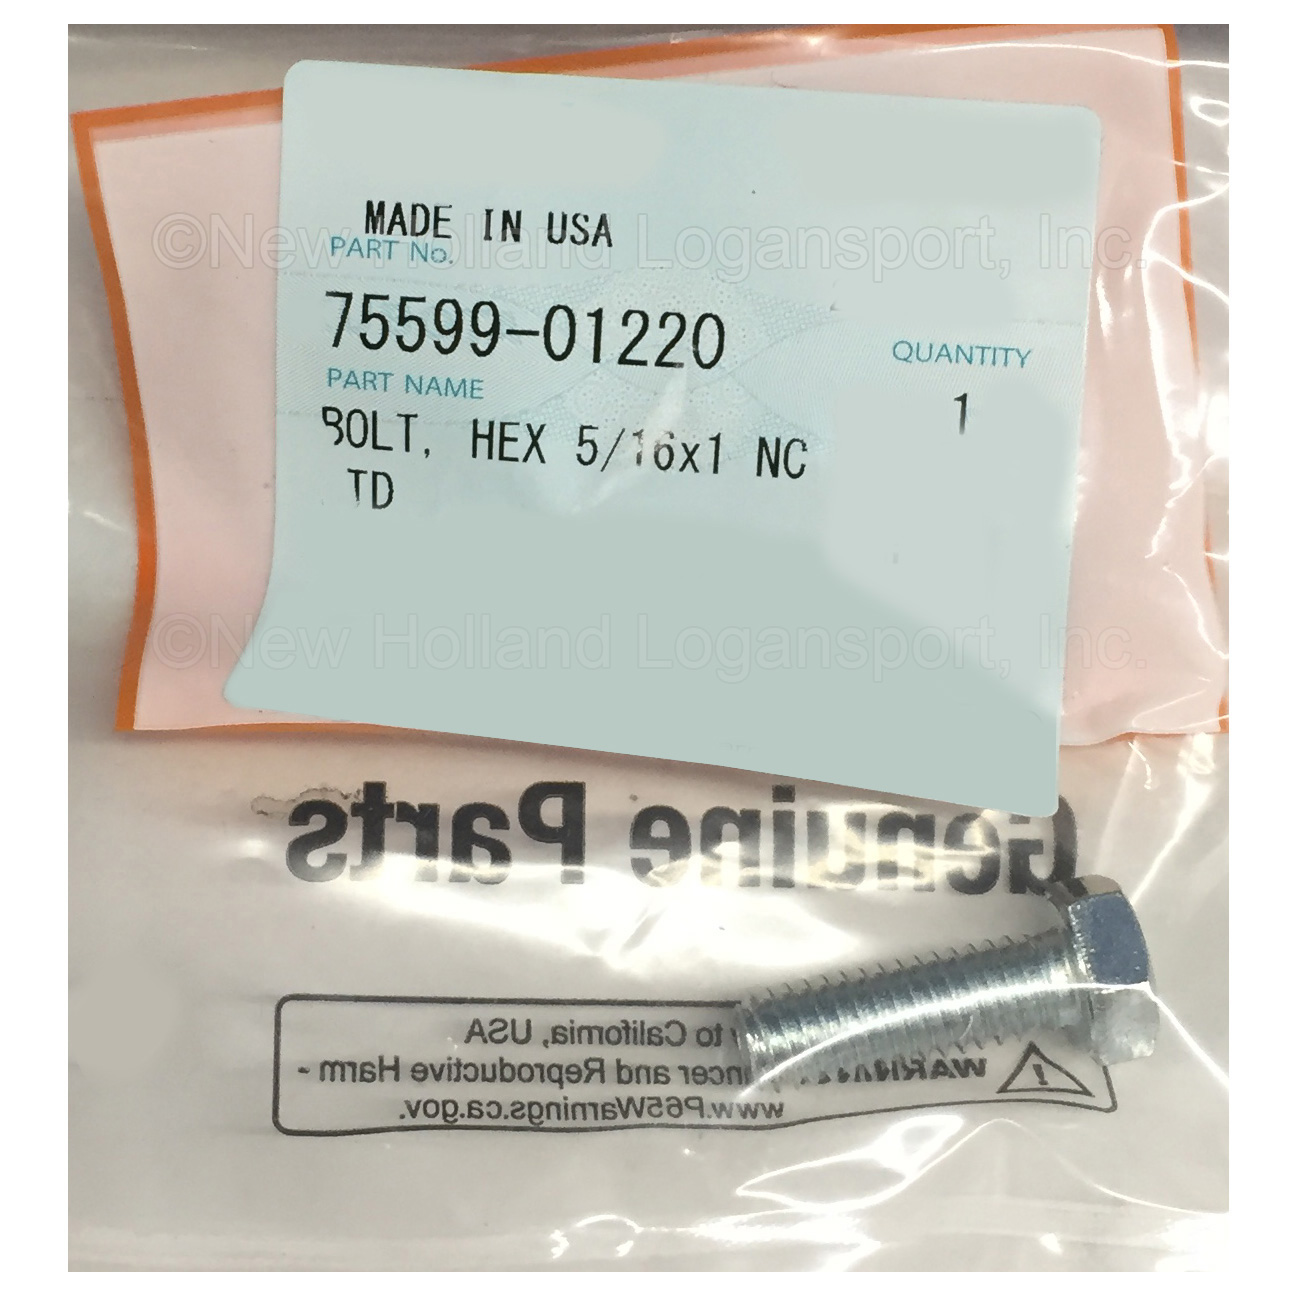 MADE IN USA
©New Holland Logansport, Inc.
PART No.
75599-01220
QUANTITY
1
PART NAME
BOLT, HEX 5/16x1 NC
TD
©New Holland Logansport, Inc.
Genuine Parts
to California, USA
and Reproductive Harm -
www.P65Warnings.ca.gov.